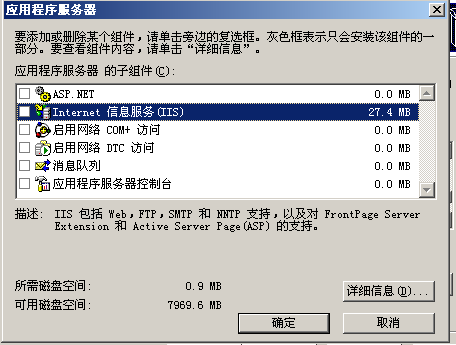 应用程序服务器
要添加或删除某个组件，请单击旁边的复选框。灰色框表示只会安装该组件的一
部分。要查看组件内容，请单击“详细信息”。
应用程序服务器 的子组件(C):
ASP.NET 0.0 MB
Internet 信息服务(IIS) 27.4 MB
启用网络 COM+ 访问 0.0 MB
启用网络 DTC 访问 0.0 MB
消息队列 0.0 MB
应用程序服务器控制台 0.0 MB
描述: IIS 包括 Web，FTP，SMTP 和 NNTP 支持，以及对 FrontPage Server
Extension 和 Active Server Page(ASP) 的支持。
所需磁盘空间: 0.9 MB
可用磁盘空间: 7969.6 MB
详细信息(D)...
确定 取消